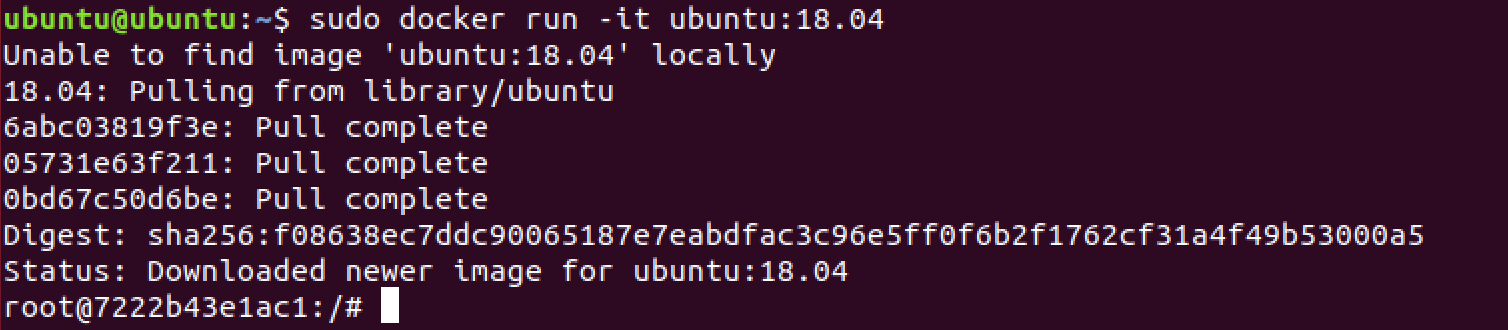 ubuntu@ubuntu:~$ sudo docker run -it ubuntu:18.04
Unable to find image 'ubuntu:18.04' locally
18.04: Pulling from library/ubuntu
6abc03819f3e: Pull complete
05731e63f211: Pull complete
0bd67c50d6be: Pull complete
Digest: sha256:f08638ec7ddc90065187e7eabdfac3c96e5ff0f6b2f1762cf31a4f49b53000a5
Status: Downloaded newer image for ubuntu:18.04
root@7222b43e1ac1:/#